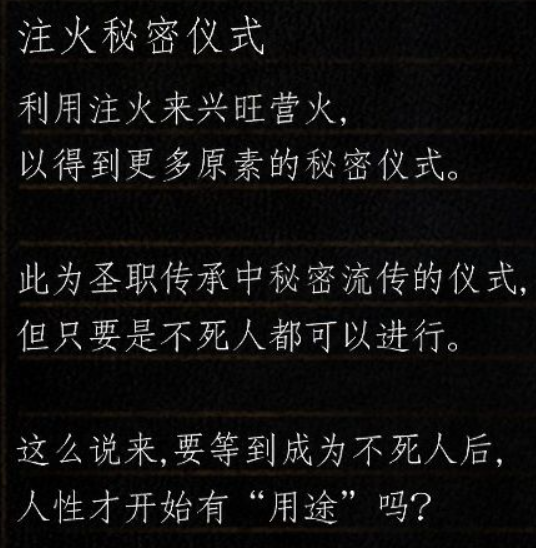 注火秘密仪式
利用注火来兴旺营火,
以得到更多原素的秘密仪式。
此为圣职传承中秘密流传的仪式,
但只要是不死人都可以进行。
这么说来,要等到成为不死人后,
人性才开始有“用途”吗?